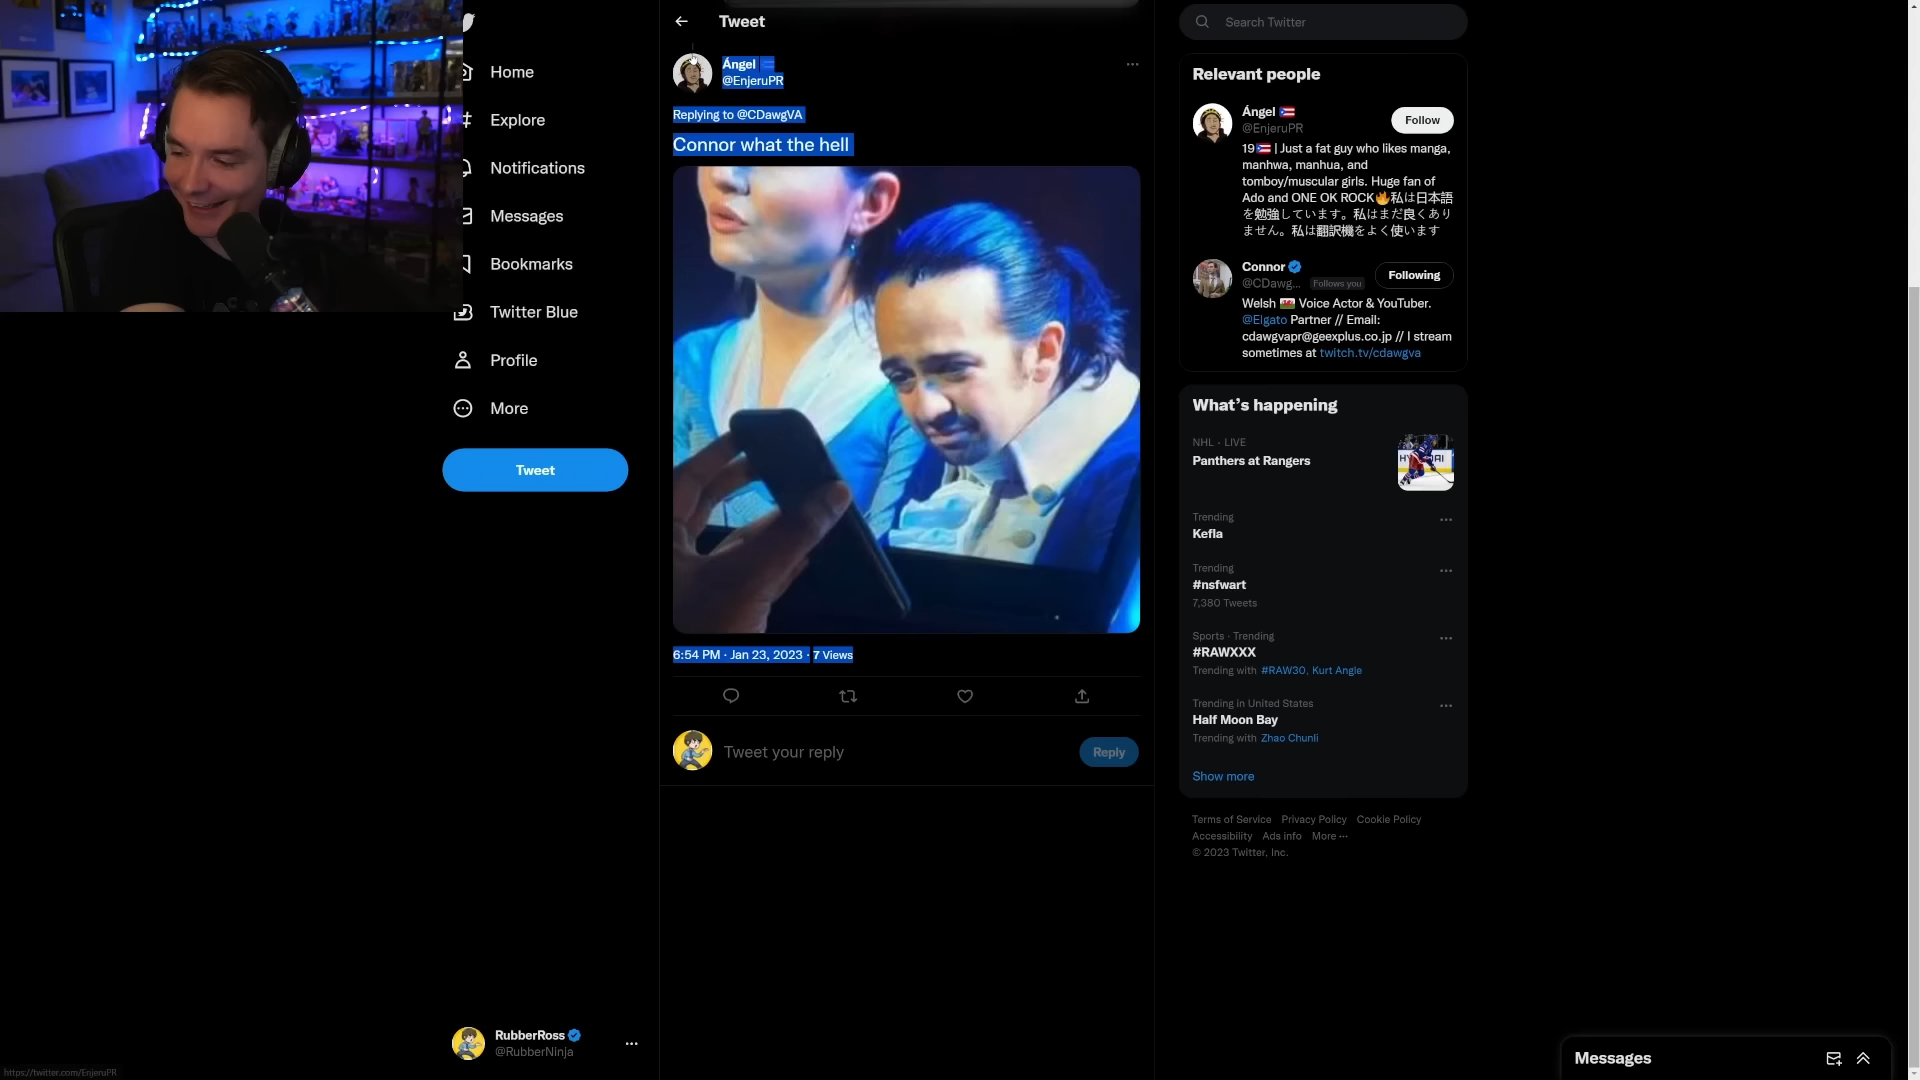 Home
Explore
Notifications
Messages
Bookmarks
Twitter Blue
Profile
More
Tweet
RubberRoss
@RubberNinja
https://twitter.com/EnjeruPR
Tweet
Ángel
@EnjeruPR
Replying to @CDawgVA
Connor what the hell
6:54 PM · Jan 23, 2023 · 7 Views
Tweet your reply
Reply
Search Twitter
Relevant people
Ángel 🇵🇷
@EnjeruPR
Follow
19🇵🇷 | Just a fat guy who likes manga,
manhwa, manhua, and
tomboy/muscular girls. Huge fan of
Ado and ONE OK ROCK🔥私は日本語
を勉強しています。私はまだ良くあり
ません。私は翻訳機をよく使います
Connor
@CDawg... Follows you
Following
Welsh 🏴󠁧󠁢󠁷󠁬󠁳󠁿 Voice Actor & YouTuber.
@Elgato Partner // Email:
cdawgvapr@geexplus.co.jp // I stream
sometimes at twitch.tv/cdawgva
What's happening
NHL · LIVE
Panthers at Rangers
Trending
Kefla
Trending
#nsfwart
7,380 Tweets
Sports · Trending
#RAWXXX
Trending with #RAW30, Kurt Angle
Trending in United States
Half Moon Bay
Trending with Zhao Chunli
Show more
Terms of Service Privacy Policy Cookie Policy
Accessibility Ads info More ···
© 2023 Twitter, Inc.
Messages